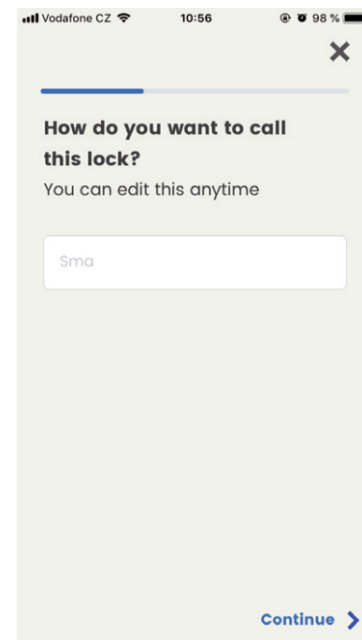 Vodafone CZ 10:56 98 %
How do you want to call
this lock?
You can edit this anytime
Sma
Continue